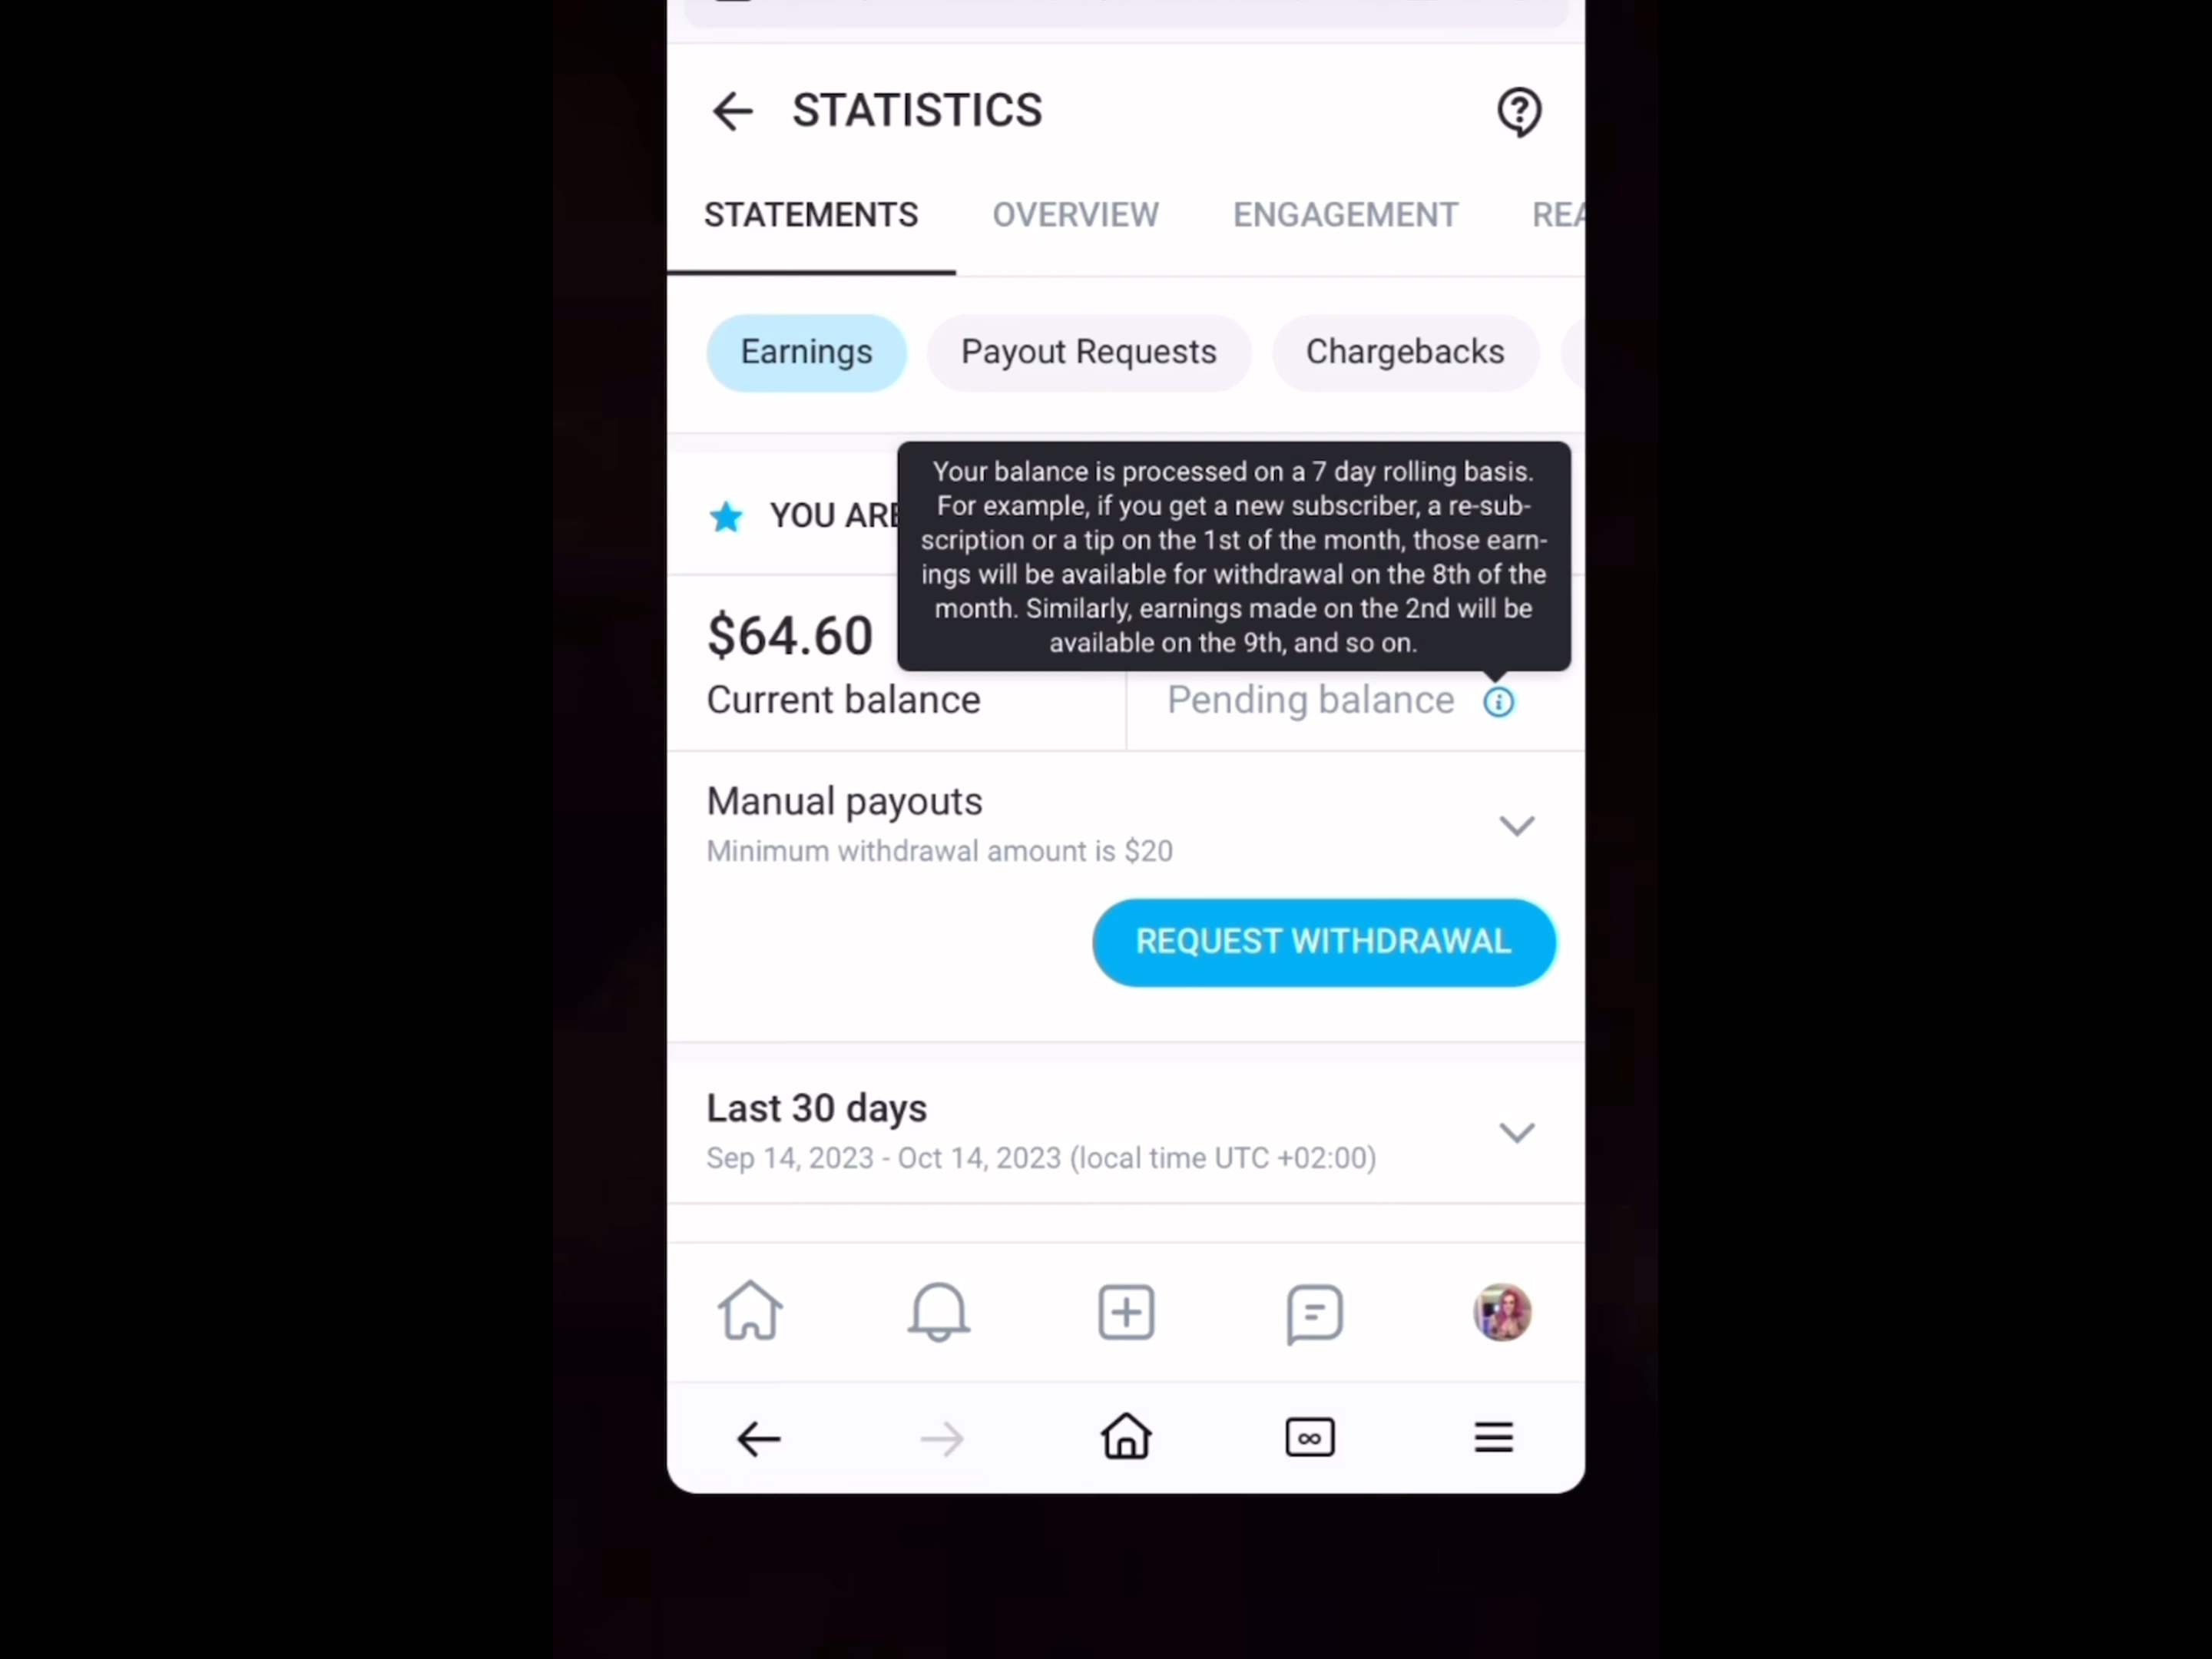 STATISTICS
STATEMENTS OVERVIEW ENGAGEMENT REA
Earnings Payout Requests Chargebacks
Your balance is processed on a 7 day rolling basis.
For example, if you get a new subscriber, a re-sub-
scription or a tip on the 1st of the month, those earn-
ings will be available for withdrawal on the 8th of the
month. Similarly, earnings made on the 2nd will be
available on the 9th, and so on.
YOU ARE
$64.60
Current balance
Pending balance
Manual payouts
Minimum withdrawal amount is $20
REQUEST WITHDRAWAL
Last 30 days
Sep 14, 2023 - Oct 14, 2023 (local time UTC +02:00)